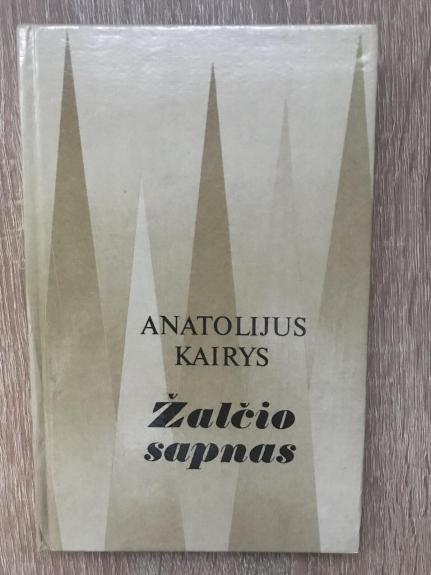 ANATOLIJUS
KAIRYS
Žalčio
sapnas